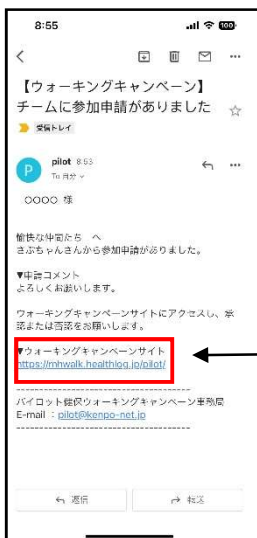 8:55
100
【ウォーキングキャンペーン】
チームに参加申請がありました
受信トレイ
P
pilot 8:53
To 自分
○○○○ 様
愉快な仲間たち へ
さぶちゃんさんから参加申請がありました。
▼申請コメント
よろしくお願いします。
ウォーキングキャンペーンサイトにアクセスし、承
認または否認をお願いします。
▼ウォーキングキャンペーンサイト
https://mhwalk.healthlog.jp/pilot/
------------------------------------
パイロット健保ウォーキングキャンペーン事務局
E-mail : pilot@kenpo-net.jp
------------------------------------
返信
転送